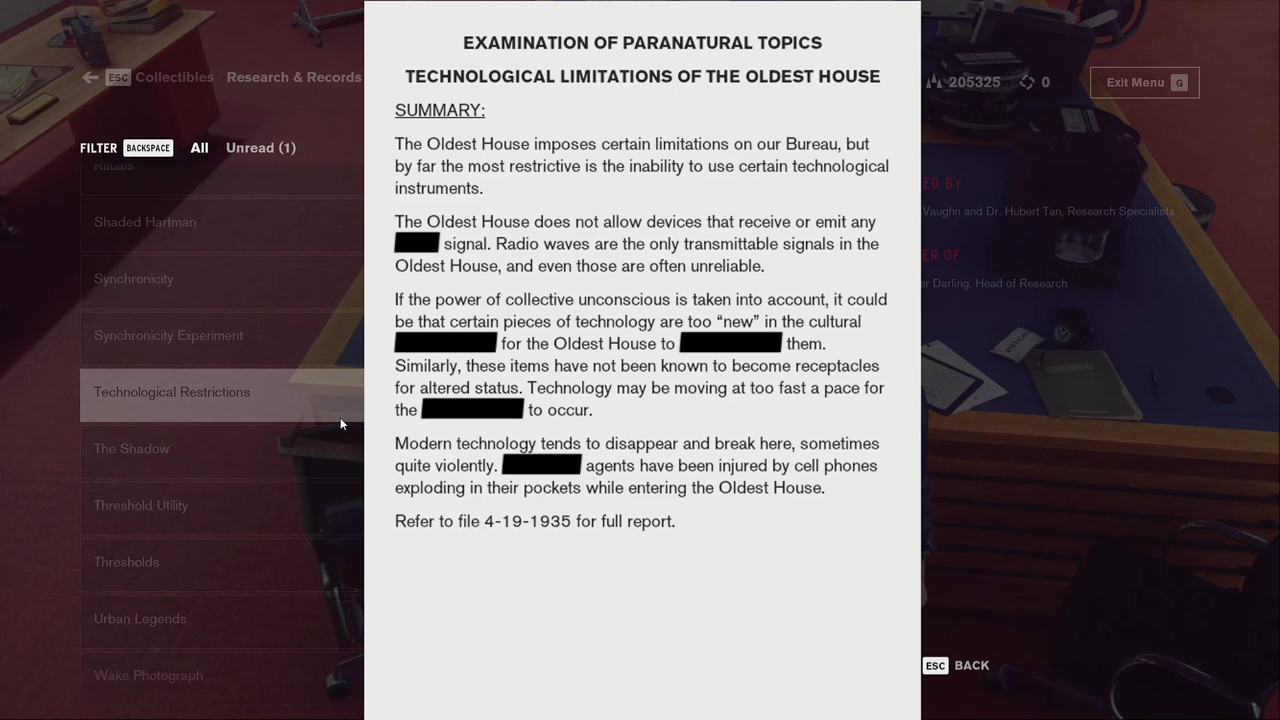 EXAMINATION OF PARANATURAL TOPICS
TECHNOLOGICAL LIMITATIONS OF THE OLDEST HOUSE
SUMMARY:
The Oldest House imposes certain limitations on our Bureau, but
by far the most restrictive is the inability to use certain technological
instruments.
The Oldest House does not allow devices that receive or emit any
signal. Radio waves are the only transmittable signals in the
Oldest House, and even those are often unreliable.
If the power of collective unconscious is taken into account, it could
be that certain pieces of technology are too “new” in the cultural
for the Oldest House to them.
Similarly, these items have not been known to become receptacles
for altered status. Technology may be moving at too fast a pace for
the to occur.
Modern technology tends to disappear and break here, sometimes
quite violently. agents have been injured by cell phones
exploding in their pockets while entering the Oldest House.
Refer to file 4-19-1935 for full report.
ESC Collectibles / Research & Records
FILTER BACKSPACE All Unread (1)
Rituals
Shaded Hartman
Synchronicity
Synchronicity Experiment
Technological Restrictions
The Shadow
Threshold Utility
Thresholds
Urban Legends
Wake Photograph
205325 0 Exit Menu G
ED BY
Vaughn and Dr. Hubert Tan, Research Specialists
ER OF
er Darling, Head of Research
ESC BACK